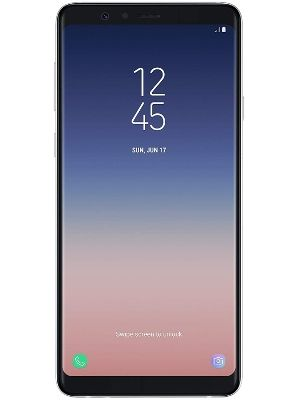 12
45
SUN, JUN 17
Swipe screen to unlock